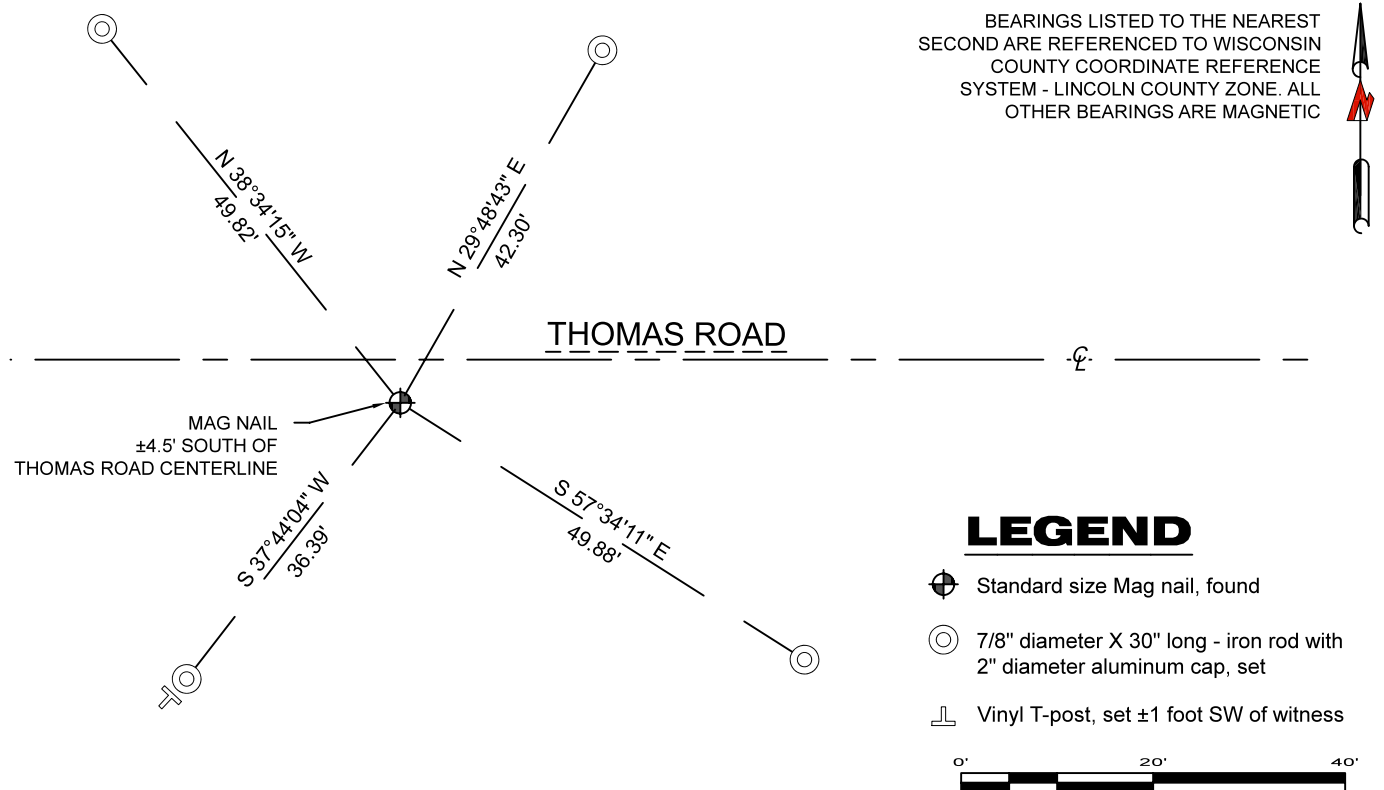 BEARINGS LISTED TO THE NEAREST
SECOND ARE REFERENCED TO WISCONSIN
COUNTY COORDINATE REFERENCE
SYSTEM - LINCOLN COUNTY ZONE. ALL
OTHER BEARINGS ARE MAGNETIC
N
N 38°34'15" W
49.82'
N 29°48'43" E
42.30'
THOMAS ROAD
CL
MAG NAIL
±4.5' SOUTH OF
THOMAS ROAD CENTERLINE
S 37°44'04" W
36.39'
S 57°34'11" E
49.88'
LEGEND
Standard size Mag nail, found
7/8" diameter X 30" long - iron rod with
2" diameter aluminum cap, set
Vinyl T-post, set ±1 foot SW of witness
0' 20' 40'